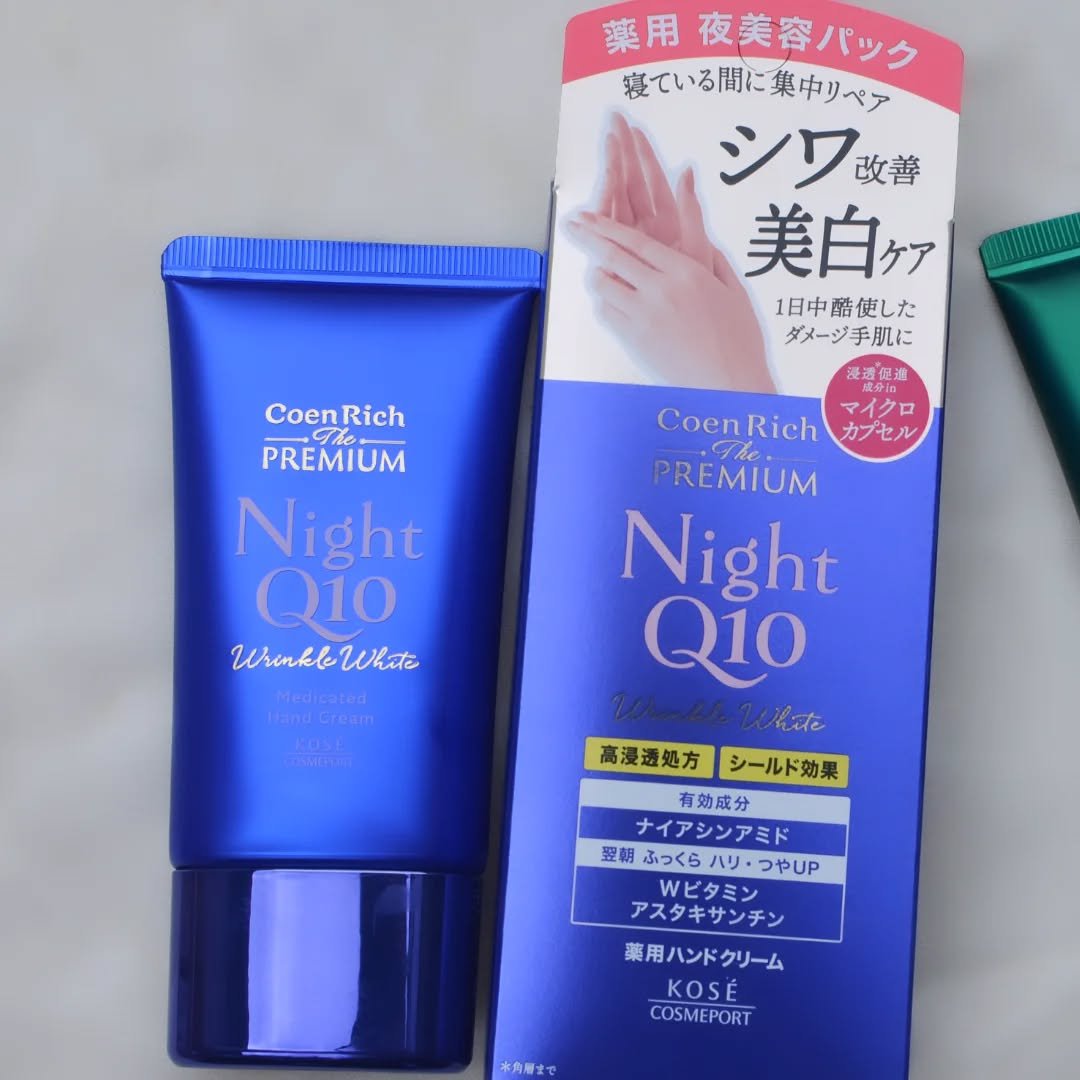 Coen Rich
The
PREMIUM
Night
Q10
Wrinkle White
Medicated
Hand Cream
KOSÉ
COSMEPORT
薬用 夜美容パック
寝ている間に集中リペア
シワ改善
美白ケア
1日中酷使した
ダメージ手肌に
浸透*促進
成分in
マイクロ
カプセル
Coen Rich
The
PREMIUM
Night
Q10
Wrinkle White
高浸透処方 シールド効果
有効成分
ナイアシンアミド
翌朝 ふっくら ハリ・つやUP
Wビタミン
アスタキサンチン
薬用ハンドクリーム
KOSÉ
COSMEPORT
*角層まで